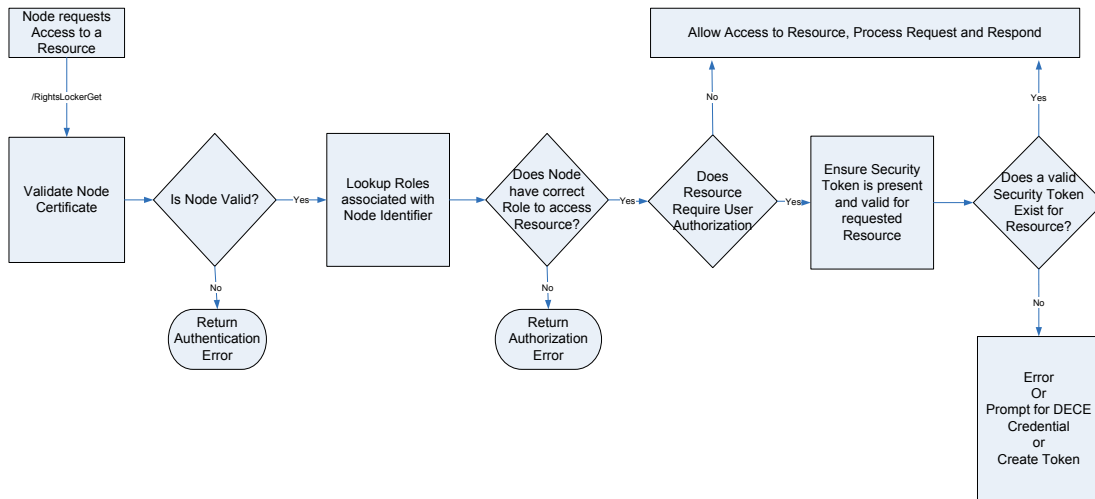 Node requests
Access to a
Resource
Allow Access to Resource, Process Request and Respond
/RightsLockerGet
No
Yes
Validate Node
Certificate
Is Node Valid?
Yes
Lookup Roles
associated with
Node Identifier
Does Node
have correct
Role to access
Resource?
Yes
Does
Resource
Require User
Authorization
Yes
Ensure Security
Token is present
and valid for
requested
Resource
Does a valid
Security Token
Exist for
Resource?
No
No
No
Return
Authentication
Error
Return
Authorization
Error
Error
Or
Prompt for DECE
Credential
or
Create Token